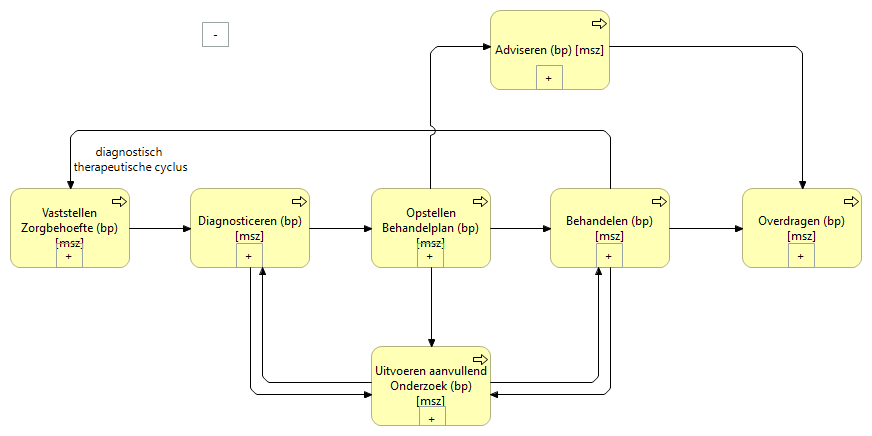 -
Adviseren (bp) [msz]
+
diagnostisch
therapeutische cyclus
Vaststellen
Zorgbehoefte (bp)
[msz]
+
Diagnosticeren (bp)
[msz]
+
Opstellen
Behandelplan (bp)
[msz]
+
Behandelen (bp)
[msz]
+
Overdragen (bp)
[msz]
+
Uitvoeren aanvullend
Onderzoek (bp)
[msz]
+